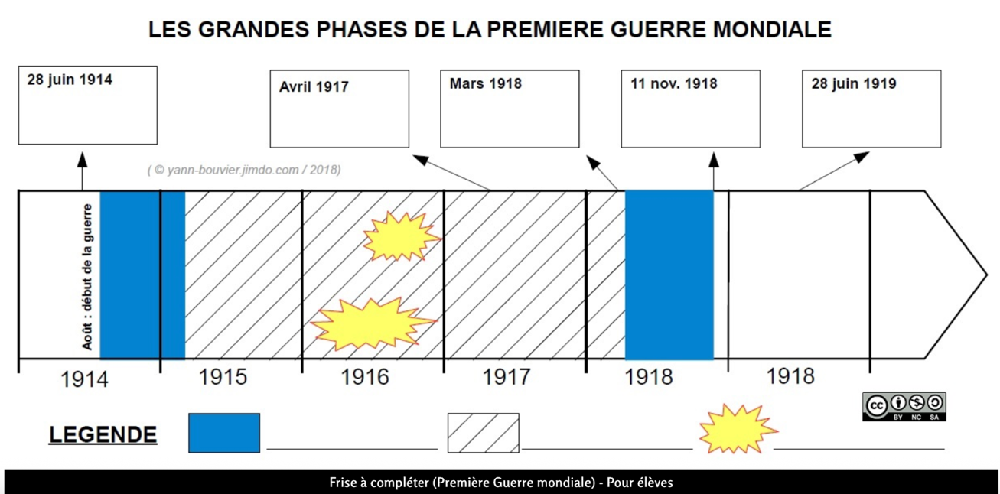 LES GRANDES PHASES DE LA PREMIERE GUERRE MONDIALE
28 juin 1914
Avril 1917
Mars 1918
11 nov. 1918
28 juin 1919
( © yann-bouvier.jimdo.com / 2018)
Août : début de la guerre
1914
1915
1916
1917
1918
1918
LEGENDE
cc
BY NC SA
Frise à compléter (Première Guerre mondiale) - Pour élèves